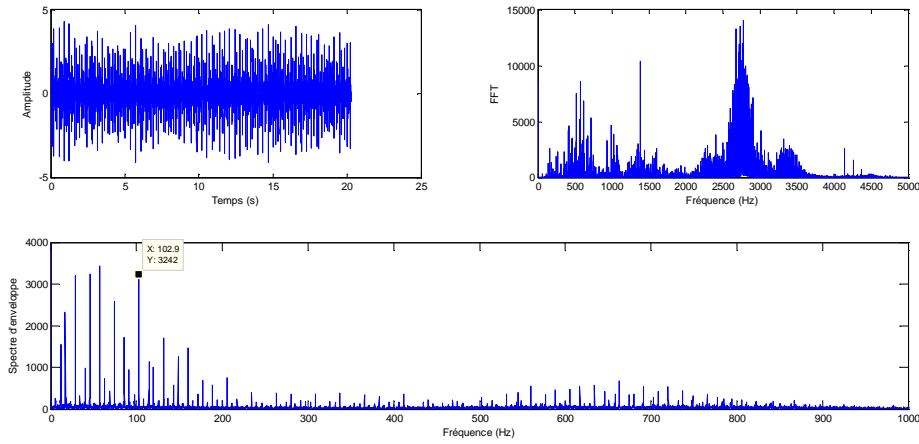 5
0
-5
Amplitude
0 5 10 15 20 25
Temps (s)
15000
10000
5000
0
FFT
0 500 1000 1500 2000 2500 3000 3500 4000 4500 5000
Fréquence (Hz)
4000
3000
2000
1000
0
Spectre d'enveloppe
X: 102.9
Y: 3242
0 100 200 300 400 500 600 700 800 900 1000
Fréquence (Hz)